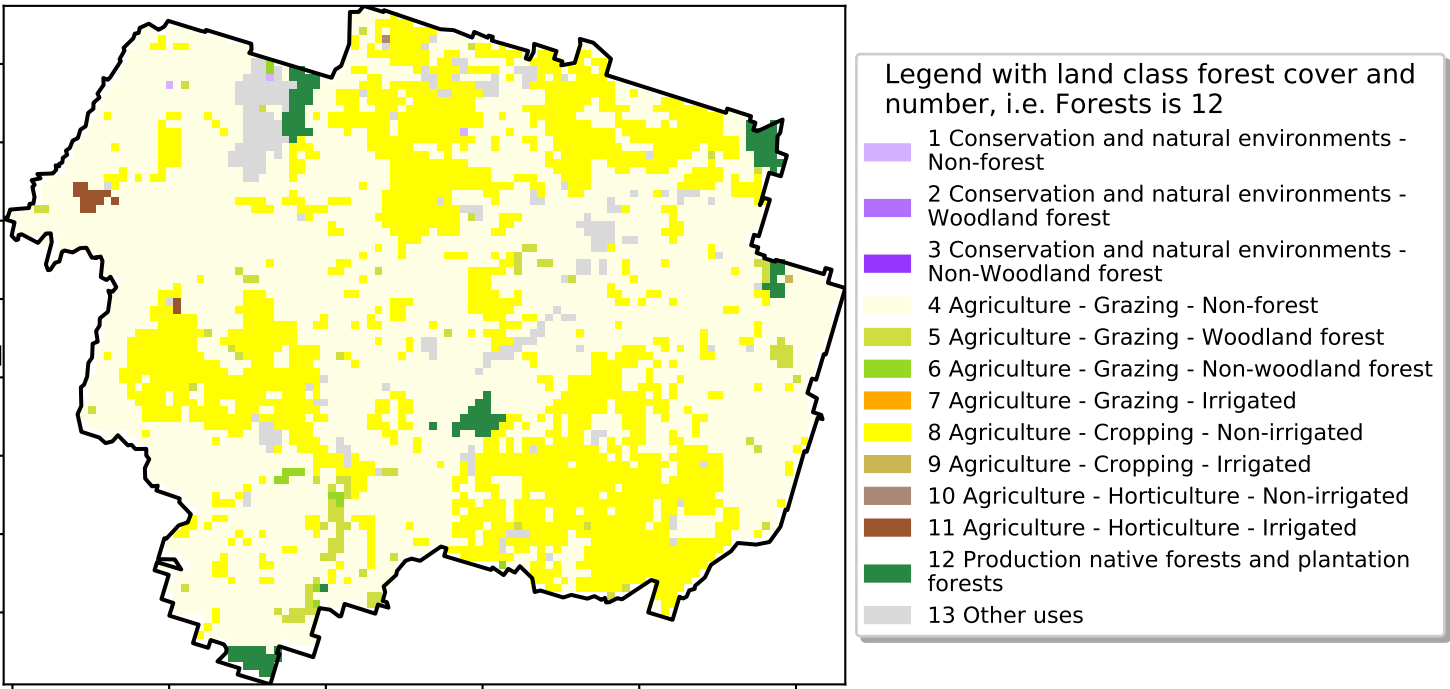 Legend with land class forest cover and
number, i.e. Forests is 12
1 Conservation and natural environments -
Non-forest
2 Conservation and natural environments -
Woodland forest
3 Conservation and natural environments -
Non-Woodland forest
4 Agriculture - Grazing - Non-forest
5 Agriculture - Grazing - Woodland forest
6 Agriculture - Grazing - Non-woodland forest
7 Agriculture - Grazing - Irrigated
8 Agriculture - Cropping - Non-irrigated
9 Agriculture - Cropping - Irrigated
10 Agriculture - Horticulture - Non-irrigated
11 Agriculture - Horticulture - Irrigated
12 Production native forests and plantation
forests
13 Other uses